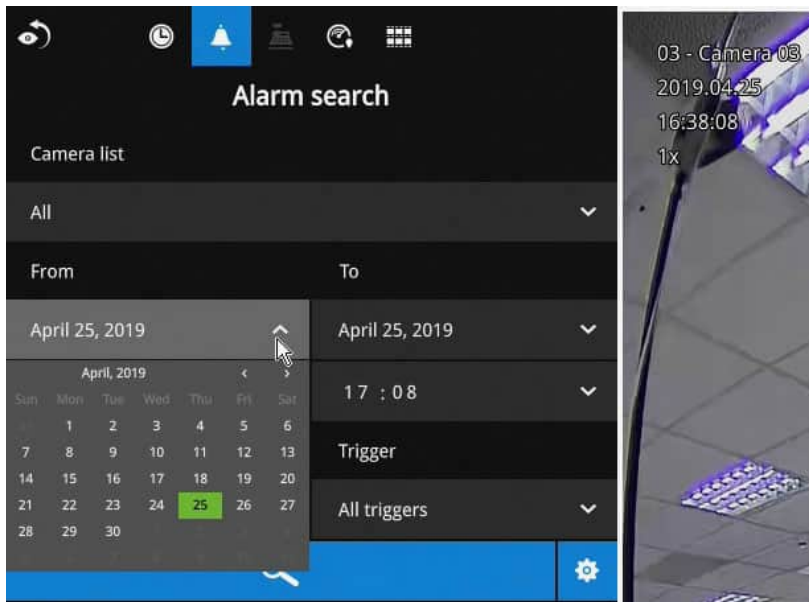 Alarm search
Camera list
All
From
To
April 25, 2019
April 25, 2019
April, 2019
Sun Mon Tue Wed Thu Fri Sat
1 2 3 4 5 6
7 8 9 10 11 12 13
14 15 16 17 18 19 20
21 22 23 24 25 26 27
28 29 30
17 : 08
Trigger
All triggers
03 - Camera 03
2019.04.25
16:38:08
1x